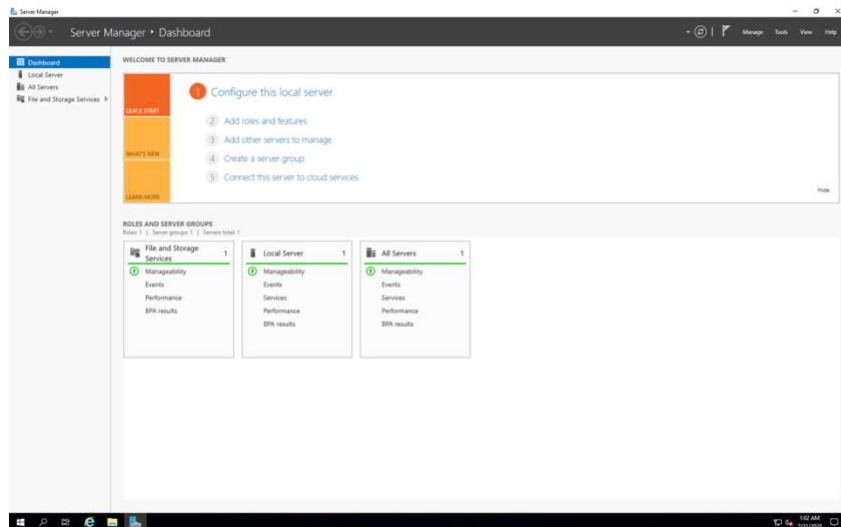 Server Manager
Server Manager • Dashboard
Manage Tools View Help
Dashboard
Local Server
All Servers
File and Storage Services
WELCOME TO SERVER MANAGER
QUICK START
WHAT'S NEW
LEARN MORE
1 Configure this local server
2 Add roles and features
3 Add other servers to manage
4 Create a server group
5 Connect this server to cloud services
Hide
ROLES AND SERVER GROUPS
Roles: 1 | Server groups: 1 | Servers total: 1
File and Storage
Services
1
Manageability
Events
Performance
BPA results
Local Server 1
Manageability
Events
Services
Performance
BPA results
All Servers 1
Manageability
Events
Services
Performance
BPA results
1:02 AM